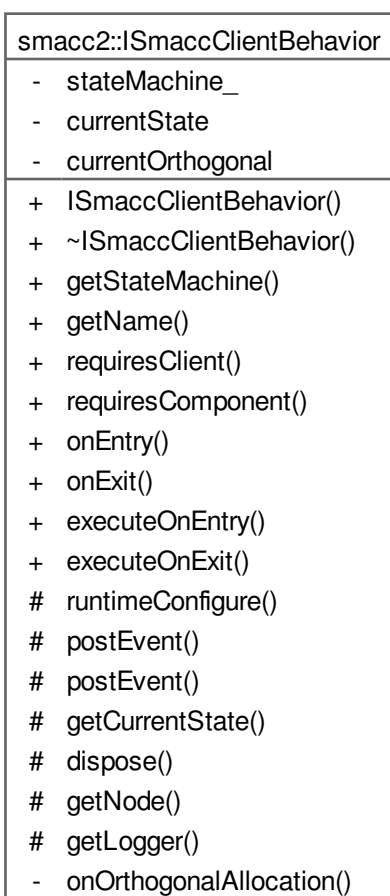 smacc2::ISmaccClientBehavior
- stateMachine_
- currentState
- currentOrthogonal
+ ISmaccClientBehavior()
+ ~ISmaccClientBehavior()
+ getStateMachine()
+ getName()
+ requiresClient()
+ requiresComponent()
+ onEntry()
+ onExit()
+ executeOnEntry()
+ executeOnExit()
# runtimeConfigure()
# postEvent()
# postEvent()
# getCurrentState()
# dispose()
# getNode()
# getLogger()
- onOrthogonalAllocation()